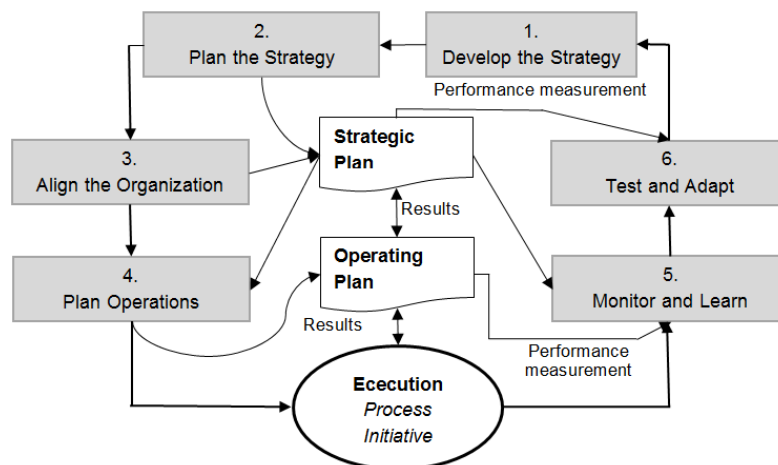 2.
Plan the Strategy
1.
Develop the Strategy
Performance measurement
Strategic
Plan
3.
Align the Organization
6.
Test and Adapt
Results
Operating
Plan
4.
Plan Operations
5.
Monitor and Learn
Results
Performance
measurement
Ececution
Process
Initiative